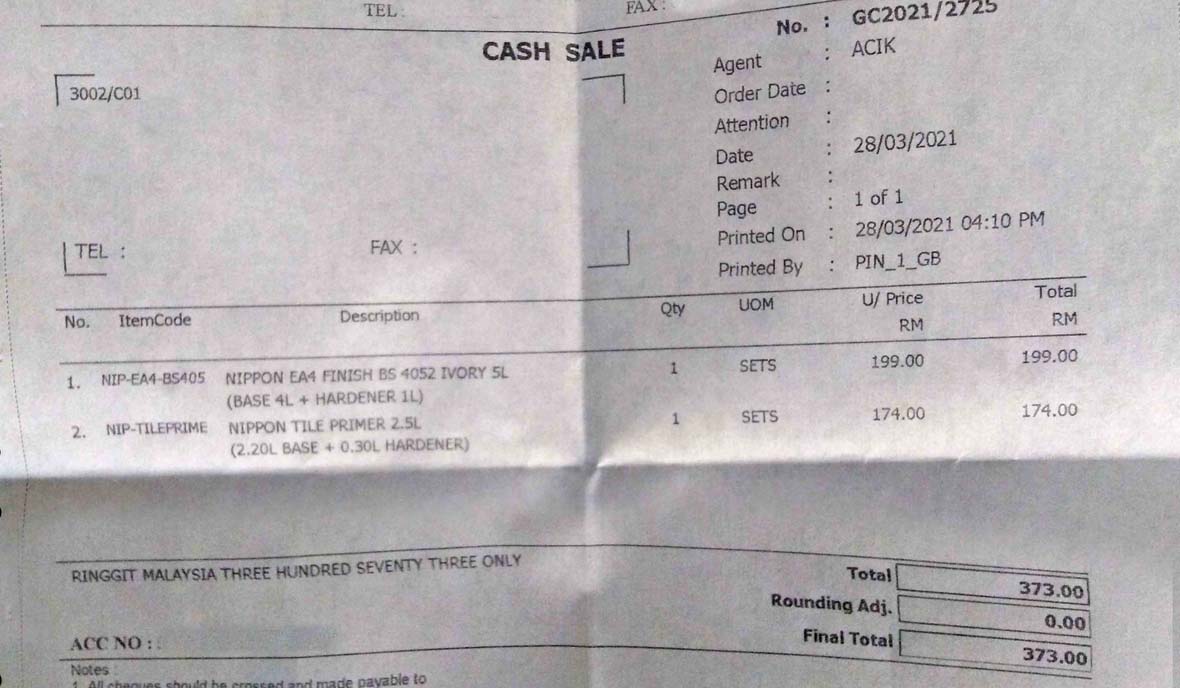 TEL :
FAX :
No. : GC2021/2725
CASH SALE
Agent : ACIK
3002/C01
Order Date :
Attention :
Date : 28/03/2021
Remark :
Page : 1 of 1
TEL : FAX :
Printed On : 28/03/2021 04:10 PM
Printed By : PIN_1_GB
No. ItemCode Description Qty UOM U/ Price Total
RM RM
1. NIP-EA4-BS405 NIPPON EA4 FINISH BS 4052 IVORY 5L 1 SETS 199.00 199.00
(BASE 4L + HARDENER 1L)
2. NIP-TILEPRIME NIPPON TILE PRIMER 2.5L 1 SETS 174.00 174.00
(2.20L BASE + 0.30L HARDENER)
RINGGIT MALAYSIA THREE HUNDRED SEVENTY THREE ONLY
Total 373.00
Rounding Adj. 0.00
Final Total 373.00
ACC NO :
Notes :
1. All cheques should be crossed and made payable to